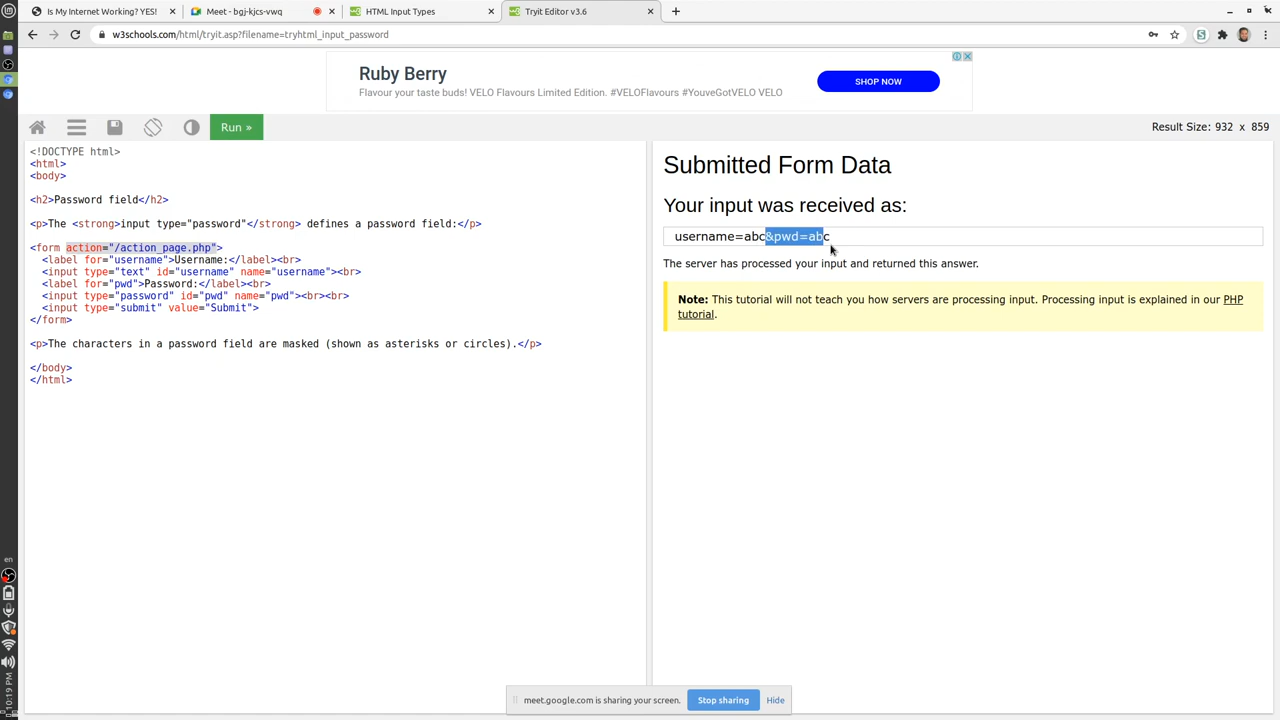 Is My Internet Working? YES!
Meet - bgj-kjcs-vwq
HTML Input Types
Tryit Editor v3.6
w3schools.com/html/tryit.asp?filename=tryhtml_input_password
Ruby Berry
Flavour your taste buds! VELO Flavours Limited Edition. #VELOFlavours #YouveGotVELO VELO
SHOP NOW
Run »
Result Size: 932 x 859
<!DOCTYPE html>
<html>
<body>
<h2>Password field</h2>
<p>The <strong>input type="password"</strong> defines a password field:</p>
<form action="/action_page.php">
<label for="username">Username:</label><br>
<input type="text" id="username" name="username"><br>
<label for="pwd">Password:</label><br>
<input type="password" id="pwd" name="pwd"><br><br>
<input type="submit" value="Submit">
</form>
<p>The characters in a password field are masked (shown as asterisks or circles).</p>
</body>
</html>
Submitted Form Data
Your input was received as:
username=abc&pwd=abc
The server has processed your input and returned this answer.
Note: This tutorial will not teach you how servers are processing input. Processing input is explained in our PHP
tutorial.
en
10:19 PM
meet.google.com is sharing your screen.
Stop sharing
Hide